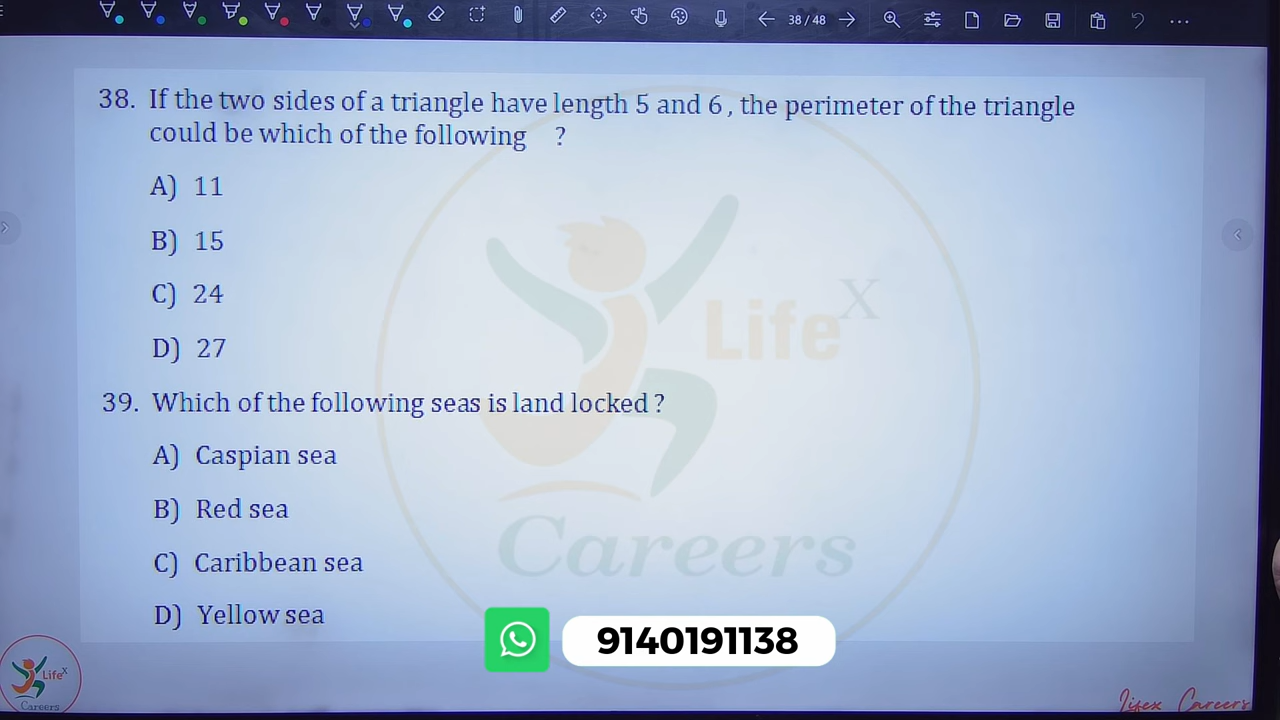 38 / 48
38. If the two sides of a triangle have length 5 and 6 , the perimeter of the triangle
could be which of the following ?
A) 11
B) 15
C) 24
D) 27
39. Which of the following seas is land locked ?
A) Caspian sea
B) Red sea
C) Caribbean sea
D) Yellow sea
Life X
Careers
9140191138
Life X
Careers
Lifex Careers